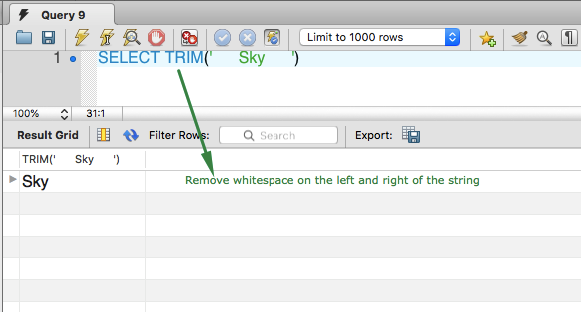 Query 9
Limit to 1000 rows
1 SELECT TRIM('     Sky     ')
100% 31:1
Result Grid Filter Rows: Search Export:
TRIM('     Sky     ')
Sky Remove whitespace on the left and right of the string